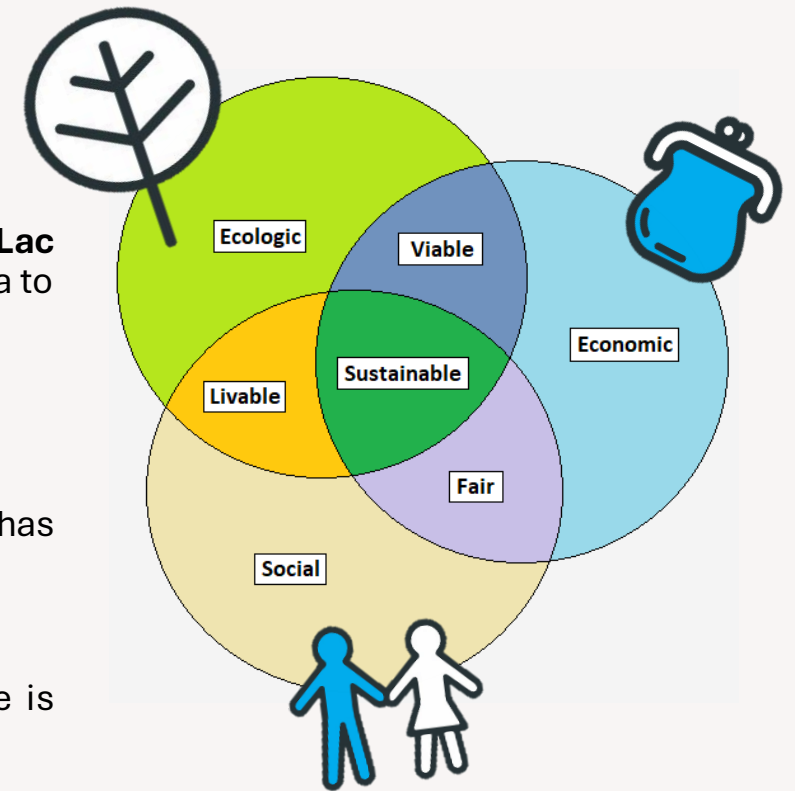 Lac
a to
has
e is
Ecologic
Viable
Economic
Sustainable
Livable
Fair
Social